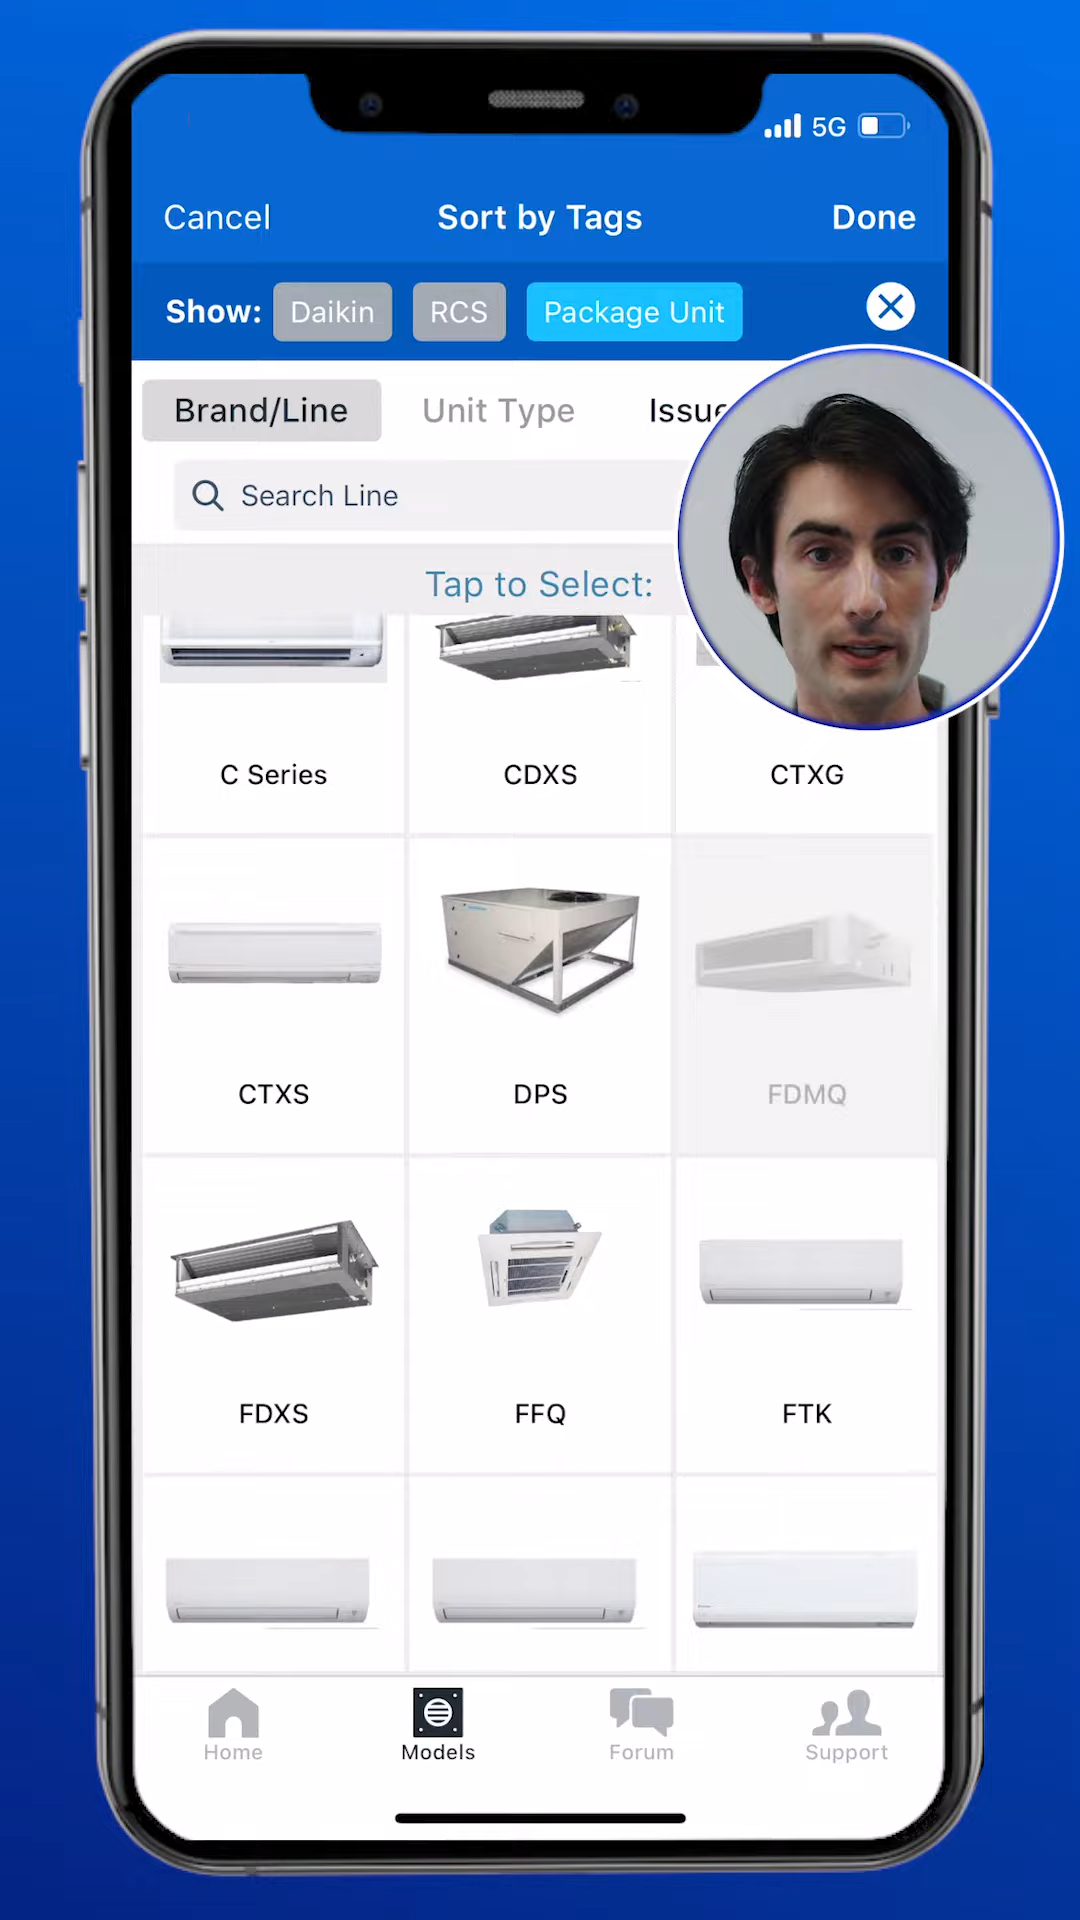 5G
Cancel Sort by Tags Done
Show: Daikin RCS Package Unit
Brand/Line Unit Type Issue
Search Line
Tap to Select:
C Series CDXS CTXG
CTXS DPS FDMQ
FDXS FFQ FTK
Home Models Forum Support